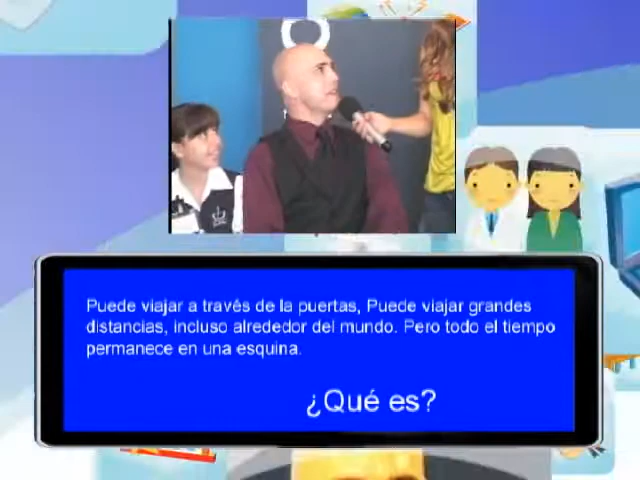 Puede viajar a través de la puertas, Puede viajar grandes
distancias, incluso alrededor del mundo. Pero todo el tiempo
permanece en una esquina.
¿Qué es?